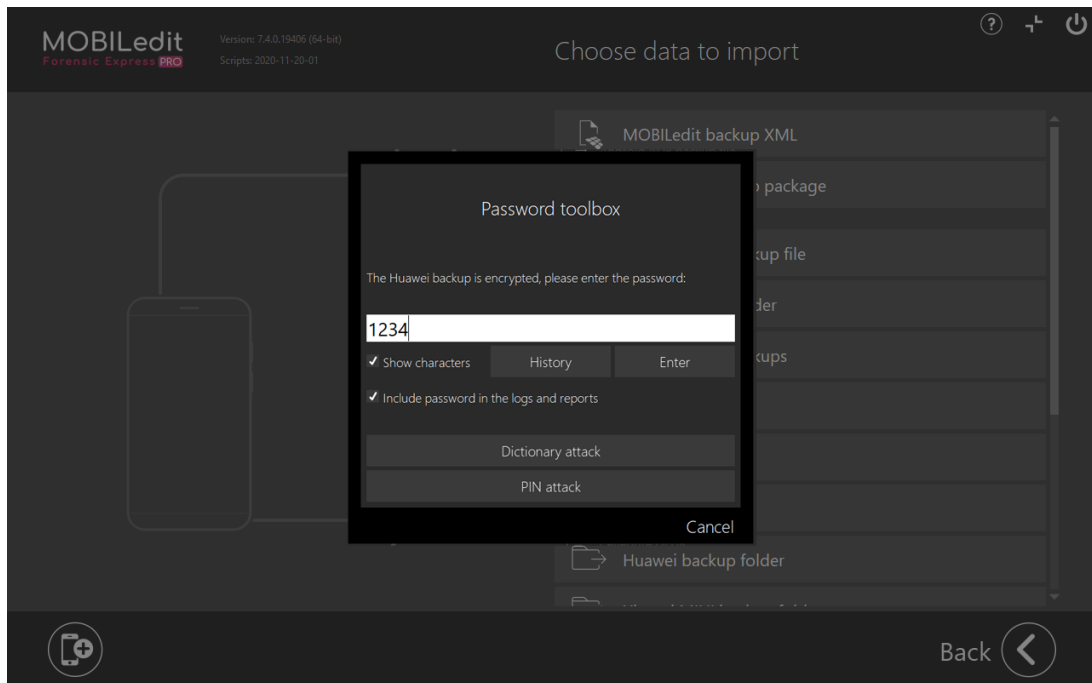 MOBILedit
Forensic Express PRO
Version: 7.4.0.19406 (64-bit)
Scripts: 2020-11-20-01
Choose data to import
?
MOBILedit backup XML
package
kup file
der
kups
Huawei backup folder
Password toolbox
The Huawei backup is encrypted, please enter the password:
1234
Show characters
History
Enter
Include password in the logs and reports
Dictionary attack
PIN attack
Cancel
Back